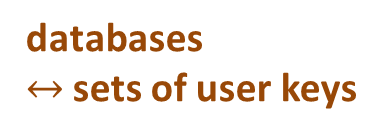 databases
↔ sets of user keys